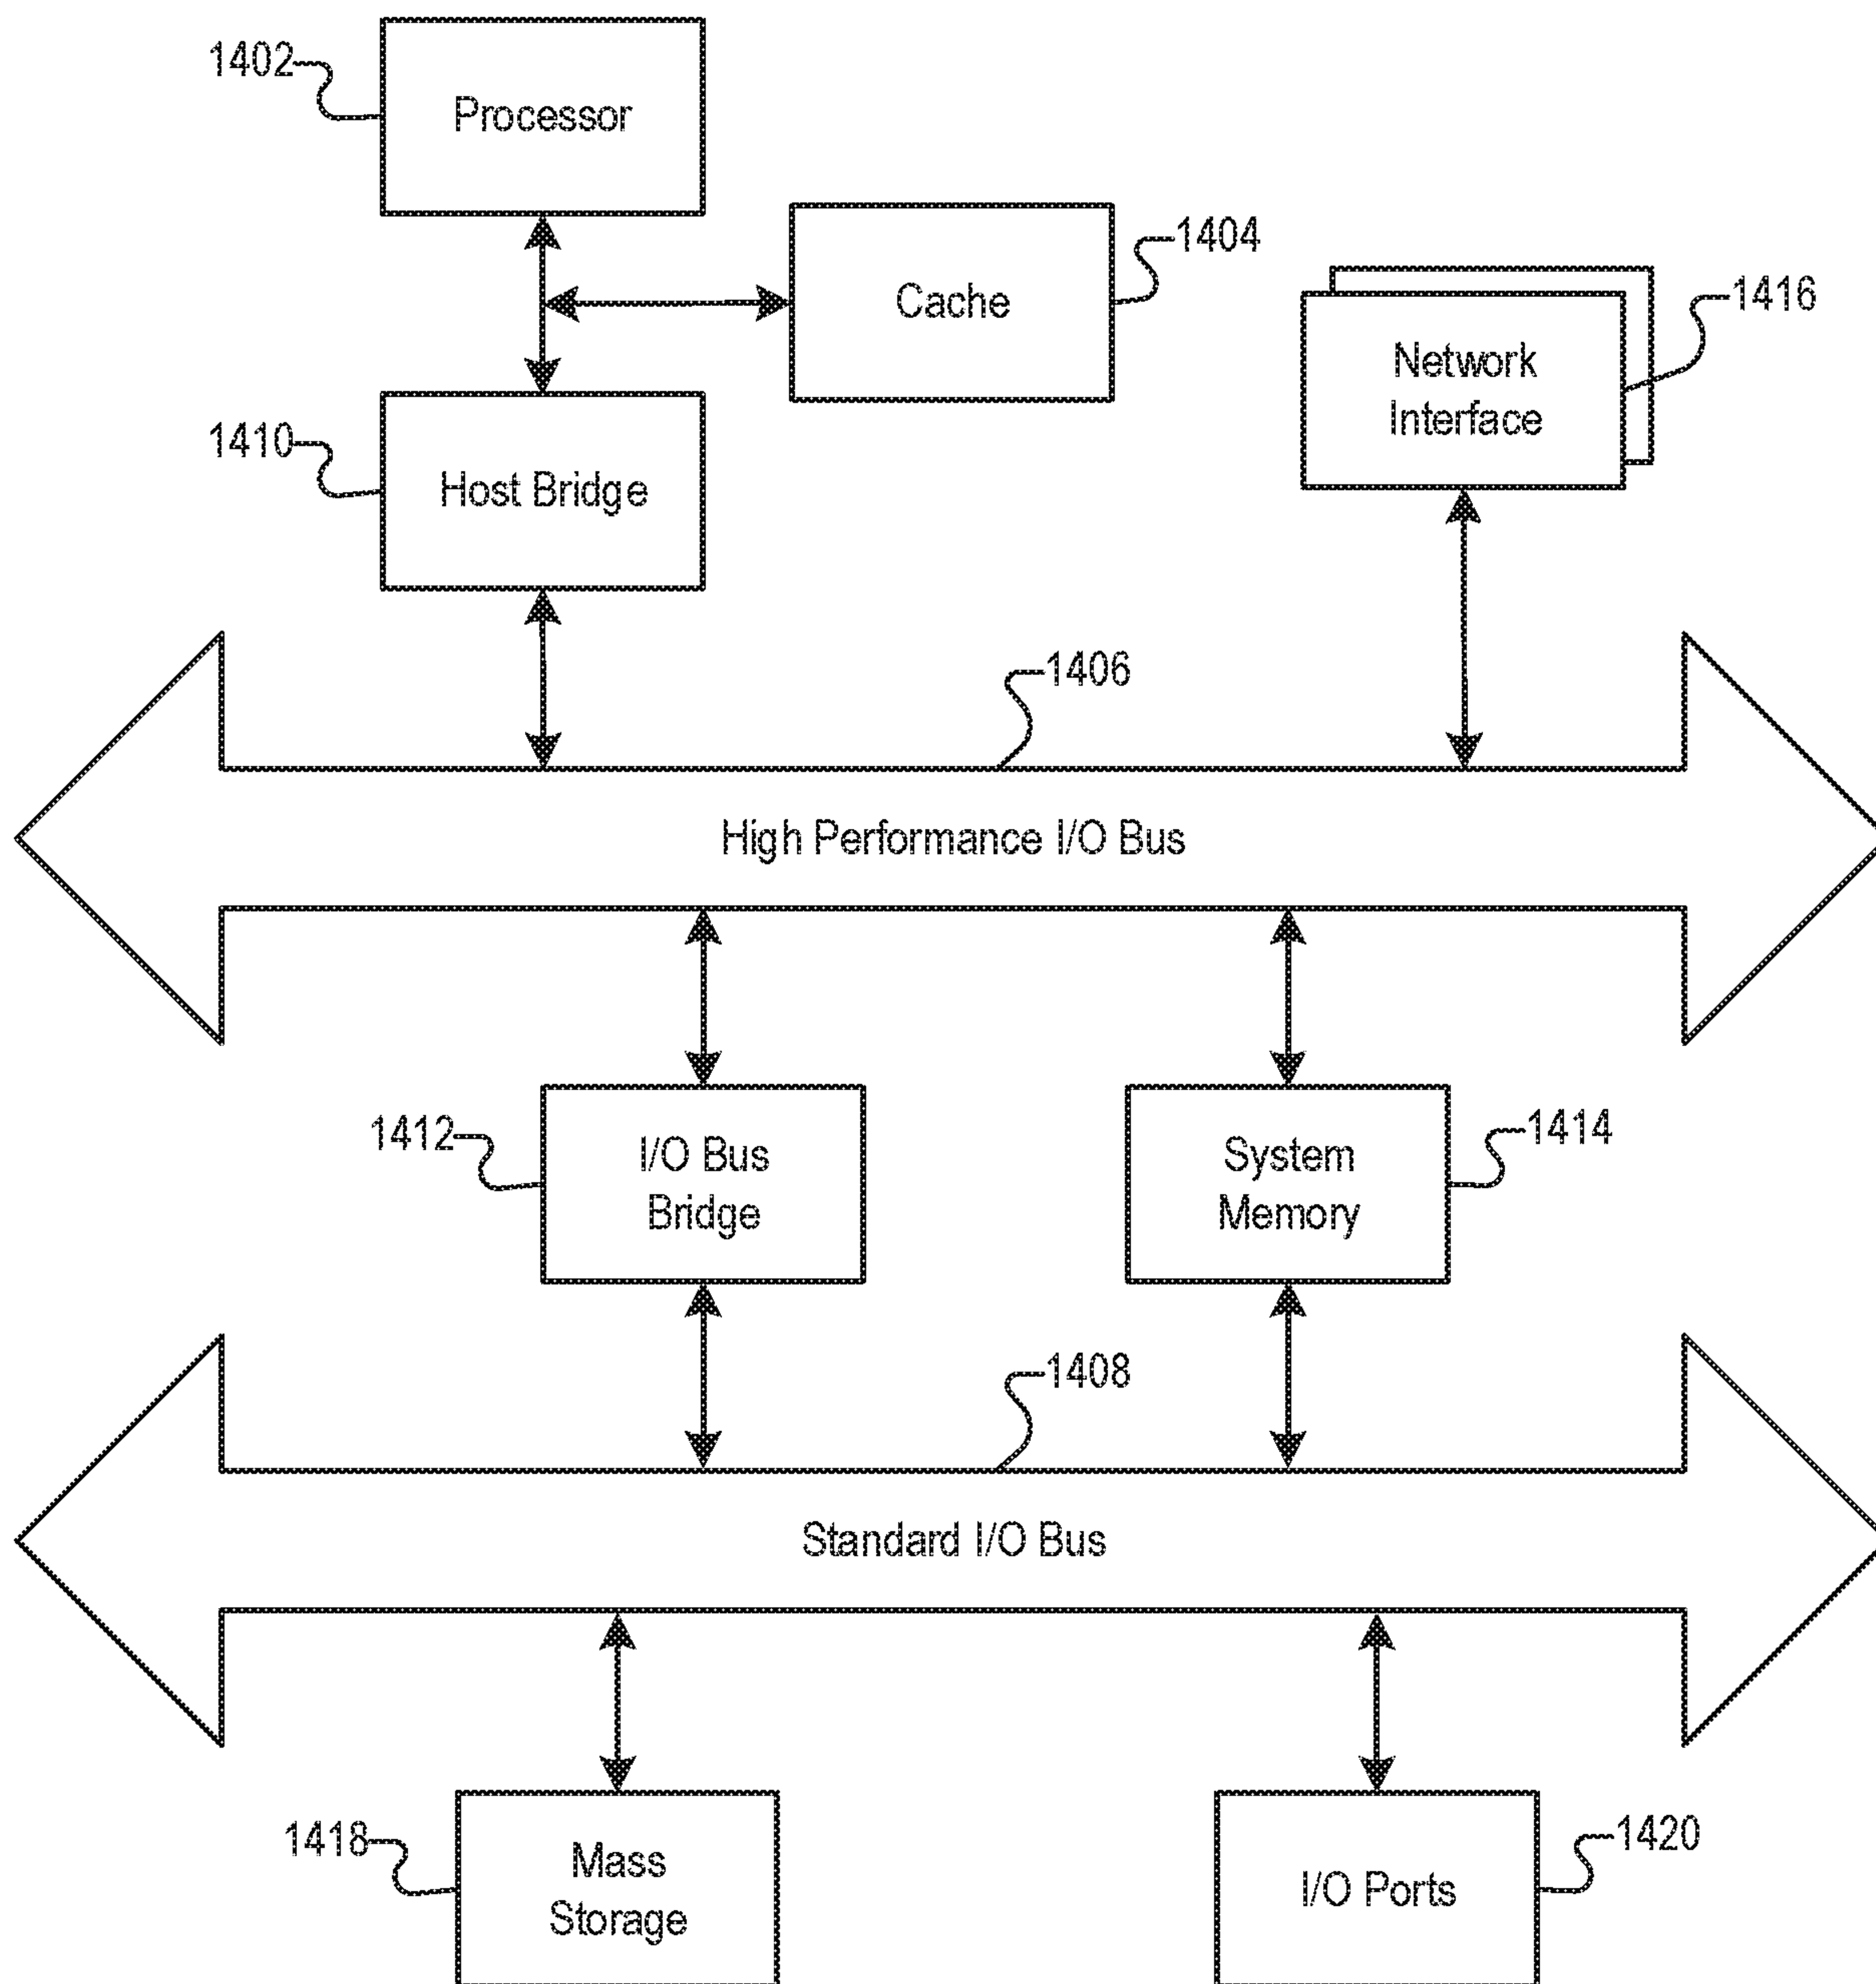 1402
Processor
1404
Cache
1416
Network
Interface
1410
Host Bridge
1406
High Performance I/O Bus
1412
I/O Bus
Bridge
1414
System
Memory
1408
Standard I/O Bus
1418
Mass
Storage
1420
I/O Ports